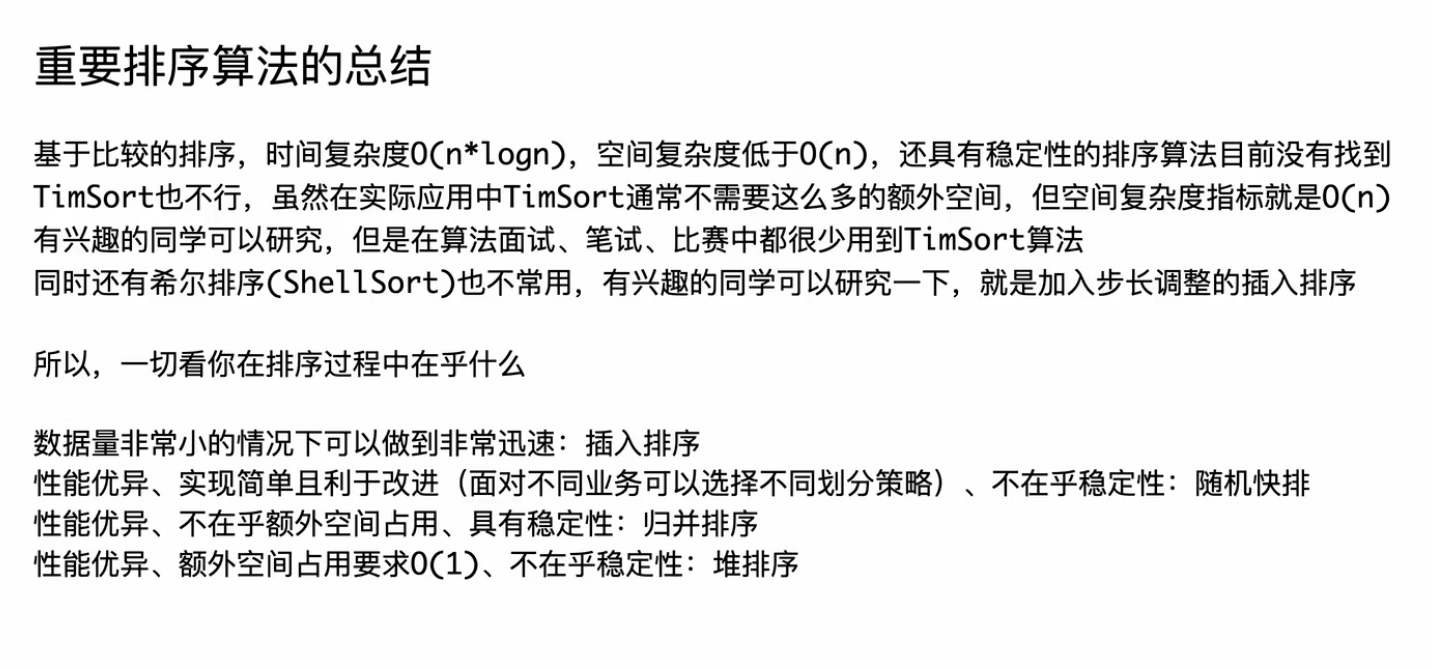 重要排序算法的总结
基于比较的排序，时间复杂度O(n*logn)，空间复杂度低于O(n)，还具有稳定性的排序算法目前没有找到
TimSort也不行，虽然在实际应用中TimSort通常不需要这么多的额外空间，但空间复杂度指标就是O(n)
有兴趣的同学可以研究，但是在算法面试、笔试、比赛中都很少用到TimSort算法
同时还有希尔排序(ShellSort)也不常用，有兴趣的同学可以研究一下，就是加入步长调整的插入排序
所以，一切看你在排序过程中在乎什么
数据量非常小的情况下可以做到非常迅速：插入排序
性能优异、实现简单且利于改进（面对不同业务可以选择不同划分策略）、不在乎稳定性：随机快排
性能优异、不在乎额外空间占用、具有稳定性：归并排序
性能优异、额外空间占用要求O(1)、不在乎稳定性：堆排序